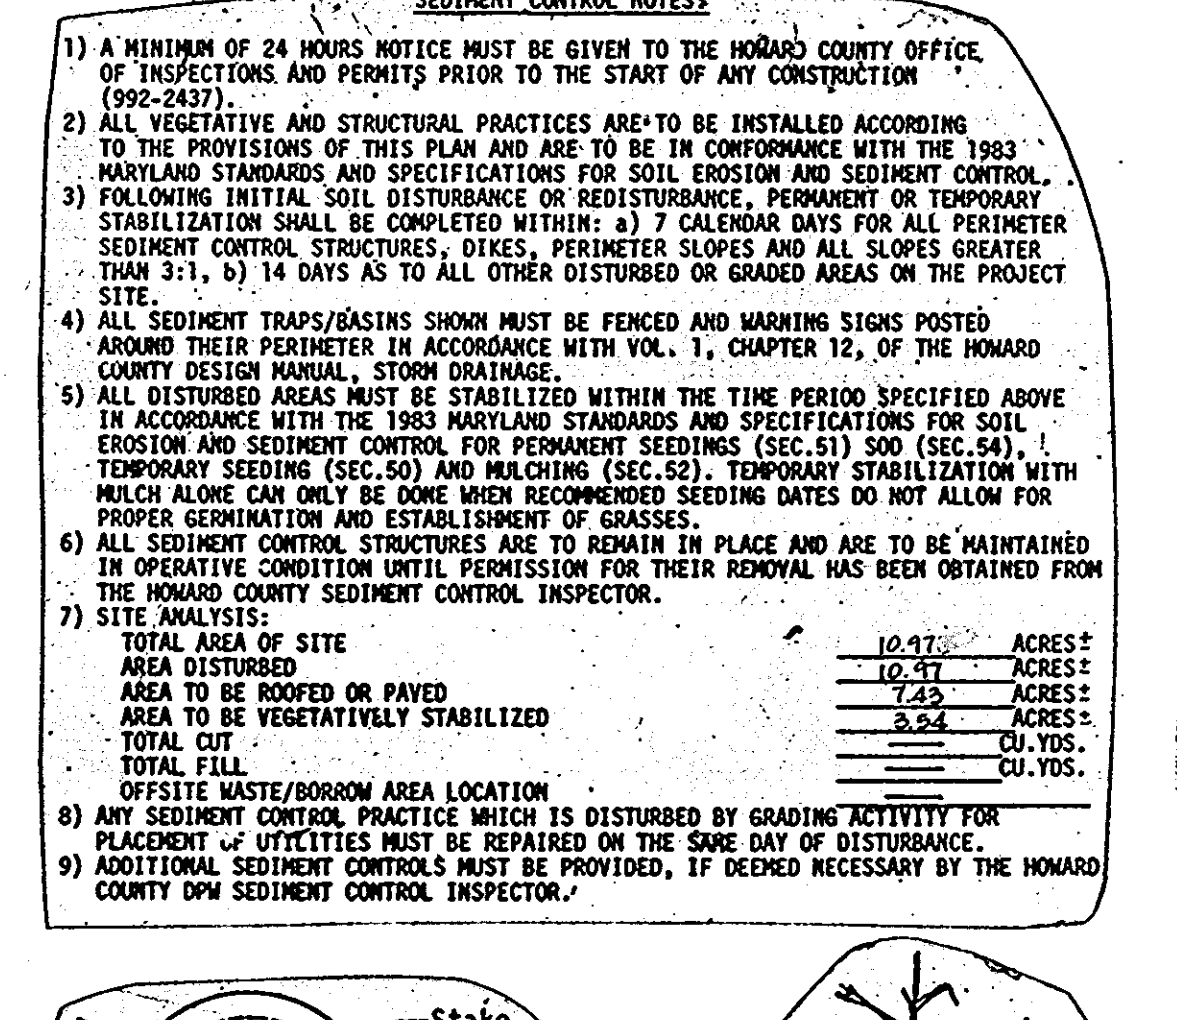 SEDIMENT CONTROL NOTES:
1) A MINIMUM OF 24 HOURS NOTICE MUST BE GIVEN TO THE HOWARD COUNTY OFFICE
OF INSPECTIONS AND PERMITS PRIOR TO THE START OF ANY CONSTRUCTION
(992-2437).
2) ALL VEGETATIVE AND STRUCTURAL PRACTICES ARE TO BE INSTALLED ACCORDING
TO THE PROVISIONS OF THIS PLAN AND ARE TO BE IN CONFORMANCE WITH THE 1983
MARYLAND STANDARDS AND SPECIFICATIONS FOR SOIL EROSION AND SEDIMENT CONTROL.
3) FOLLOWING INITIAL SOIL DISTURBANCE OR REDISTURBANCE, PERMANENT OR TEMPORARY
STABILIZATION SHALL BE COMPLETED WITHIN: a) 7 CALENDAR DAYS FOR ALL PERIMETER
SEDIMENT CONTROL STRUCTURES, DIKES, PERIMETER SLOPES AND ALL SLOPES GREATER
THAN 3:1, b) 14 DAYS AS TO ALL OTHER DISTURBED OR GRADED AREAS ON THE PROJECT
SITE.
4) ALL SEDIMENT TRAPS/BASINS SHOWN MUST BE FENCED AND WARNING SIGNS POSTED
AROUND THEIR PERIMETER IN ACCORDANCE WITH VOL. 1, CHAPTER 12, OF THE HOWARD
COUNTY DESIGN MANUAL, STORM DRAINAGE.
5) ALL DISTURBED AREAS MUST BE STABILIZED WITHIN THE TIME PERIOD SPECIFIED ABOVE
IN ACCORDANCE WITH THE 1983 MARYLAND STANDARDS AND SPECIFICATIONS FOR SOIL
EROSION AND SEDIMENT CONTROL FOR PERMANENT SEEDINGS (SEC.51) SOD (SEC.54),
TEMPORARY SEEDING (SEC.50) AND MULCHING (SEC.52). TEMPORARY STABILIZATION WITH
MULCH ALONE CAN ONLY BE DONE WHEN RECOMMENDED SEEDING DATES DO NOT ALLOW FOR
PROPER GERMINATION AND ESTABLISHMENT OF GRASSES.
6) ALL SEDIMENT CONTROL STRUCTURES ARE TO REMAIN IN PLACE AND ARE TO BE MAINTAINED
IN OPERATIVE CONDITION UNTIL PERMISSION FOR THEIR REMOVAL HAS BEEN OBTAINED FROM
THE HOWARD COUNTY SEDIMENT CONTROL INSPECTOR.
7) SITE ANALYSIS:
TOTAL AREA OF SITE 10.97 ACRES±
AREA DISTURBED 10.97 ACRES±
AREA TO BE ROOFED OR PAVED 7.43 ACRES±
AREA TO BE VEGETATIVELY STABILIZED 3.54 ACRES±
TOTAL CUT — CU.YDS.
TOTAL FILL — CU.YDS.
OFFSITE WASTE/BORROW AREA LOCATION —
8) ANY SEDIMENT CONTROL PRACTICE WHICH IS DISTURBED BY GRADING ACTIVITY FOR
PLACEMENT OF UTILITIES MUST BE REPAIRED ON THE SAME DAY OF DISTURBANCE.
9) ADDITIONAL SEDIMENT CONTROLS MUST BE PROVIDED, IF DEEMED NECESSARY BY THE HOWARD
COUNTY DPW SEDIMENT CONTROL INSPECTOR.
Stake